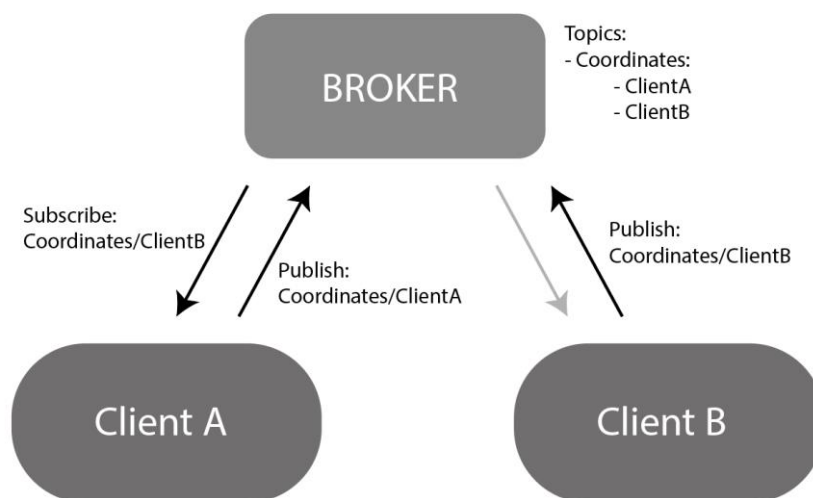 BROKER
Topics:
- Coordinates:
- ClientA
- ClientB
Subscribe:
Coordinates/ClientB
Publish:
Coordinates/ClientA
Publish:
Coordinates/ClientB
Client A
Client B